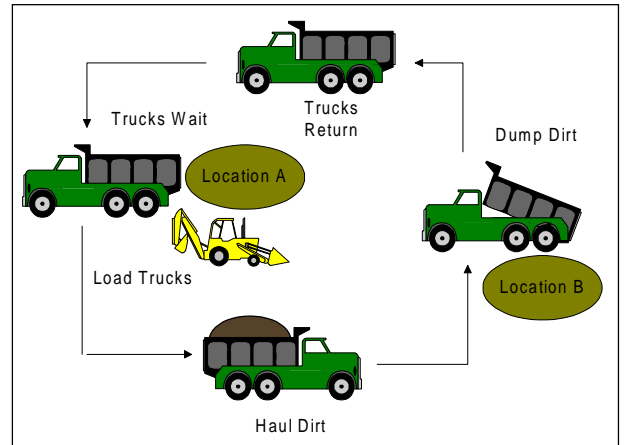 Trucks
Return
Trucks Wait
Dump Dirt
Location A
Load Trucks
Location B
Haul Dirt